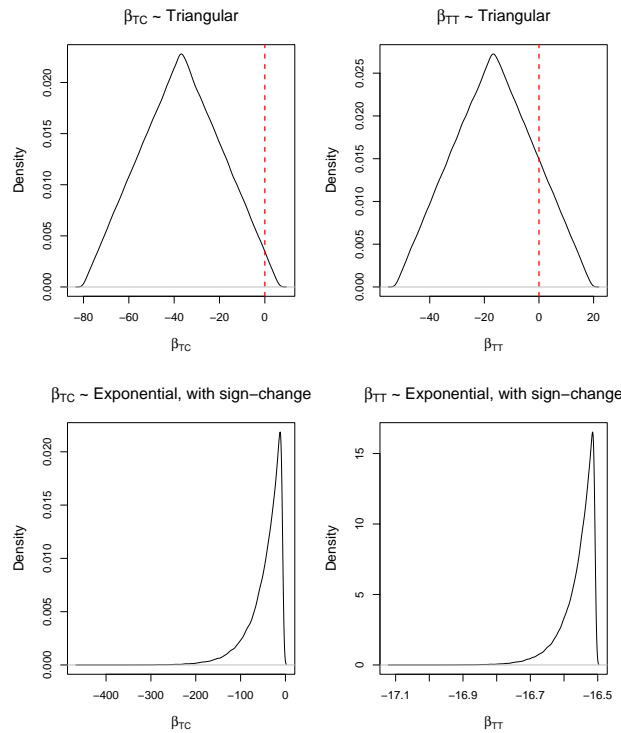 β_TC ~ Triangular
β_TT ~ Triangular
Density
0.000 0.005 0.010 0.015 0.020
−80 −60 −40 −20 0
β_TC
Density
0.000 0.005 0.010 0.015 0.020 0.025
−40 −20 0 20
β_TT
β_TC ~ Exponential, with sign−change
β_TT ~ Exponential, with sign−change
Density
0.000 0.005 0.010 0.015 0.020
−400 −300 −200 −100 0
β_TC
Density
0 5 10 15
−17.1 −16.9 −16.7 −16.5
β_TT